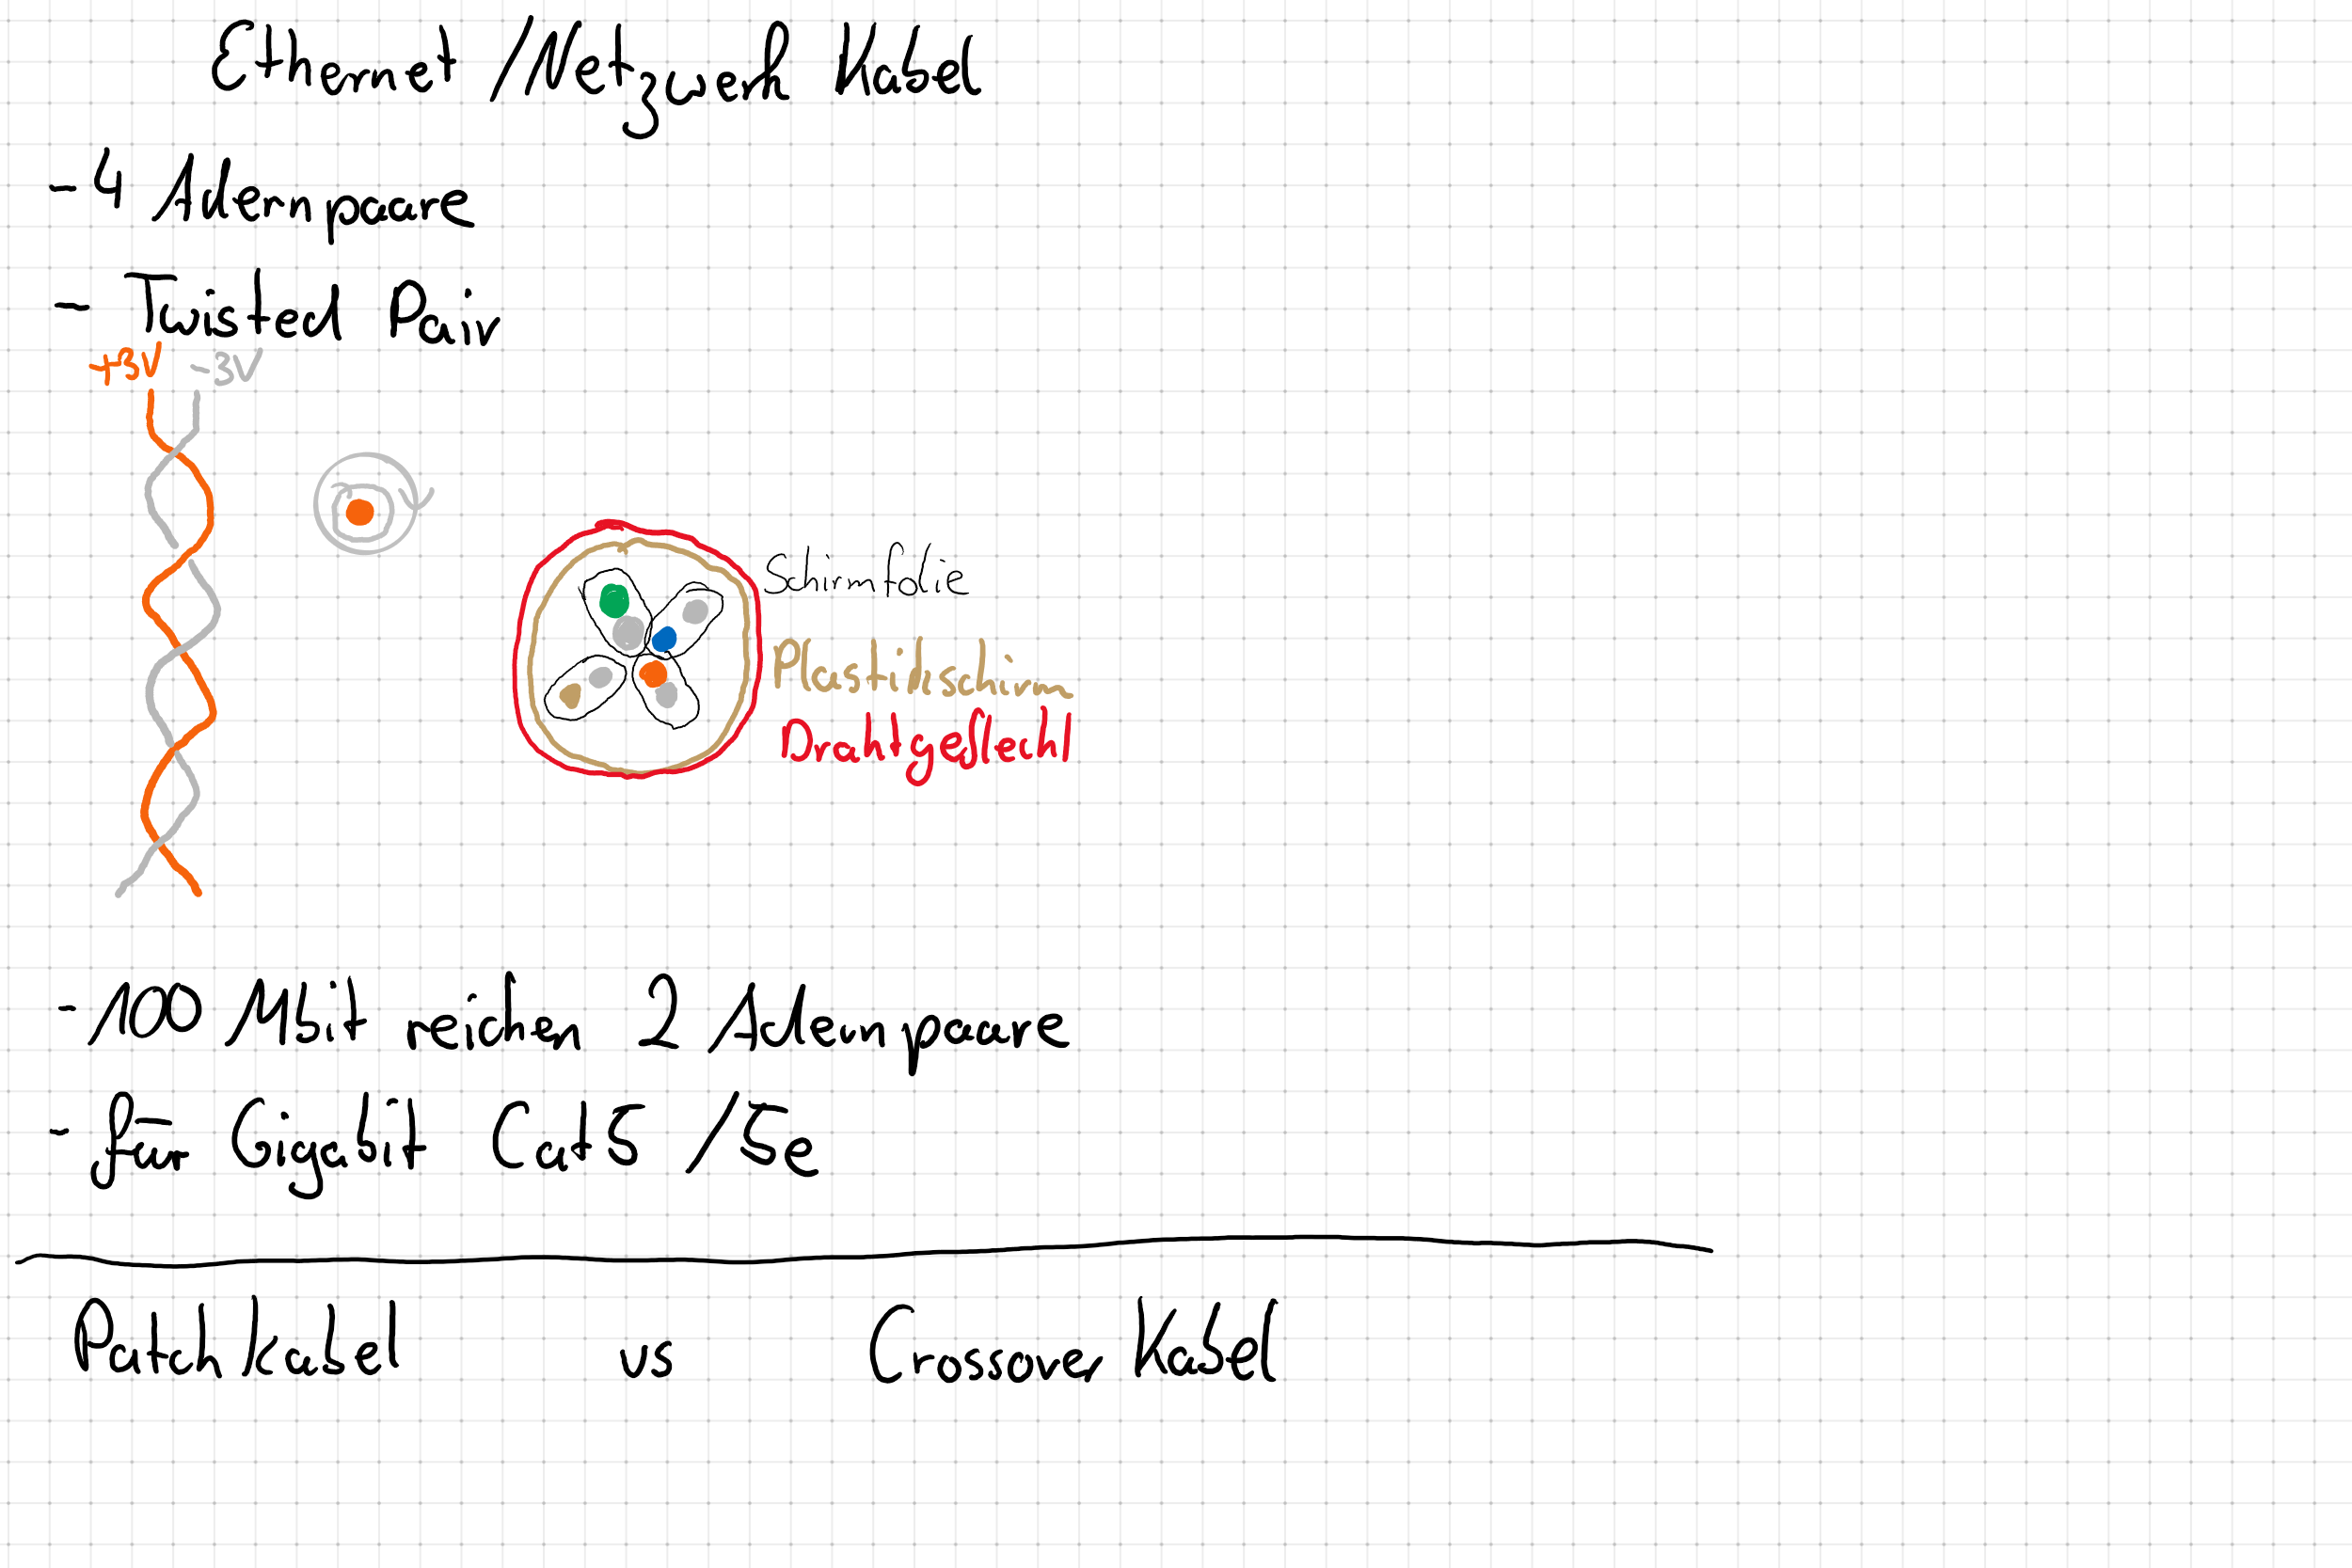 Ethernet /Netzwerk Kabel
-4 Adernpaare
- Twisted Pair
+3V -3V
Schirmfolie
Plastikschirm
Drahtgeflecht
-100 Mbit reichen 2 Adernpaare
- für Gigabit Cat5 /5e
Patchkabel vs Crossover Kabel